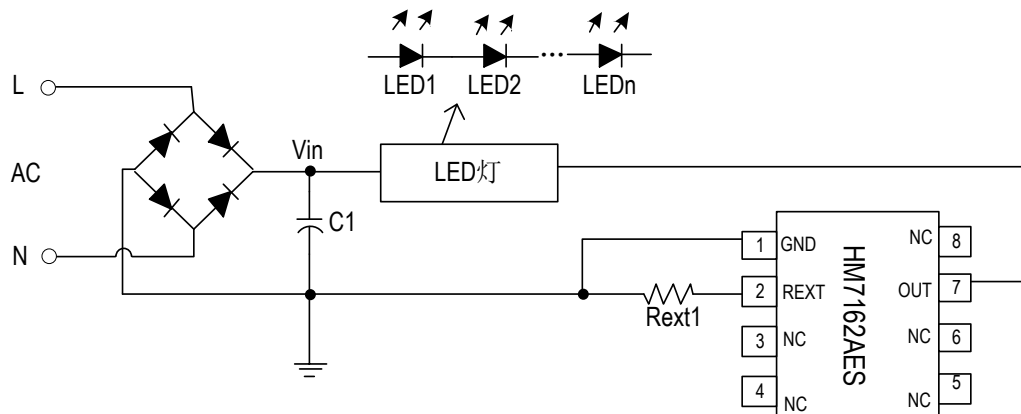 LED1
LED2
...
LEDn
L
AC
N
Vin
LED灯
C1
Rext1
HM7162AES
1 GND
2 REXT
3 NC
4 NC
NC 8
OUT 7
NC 6
NC 5